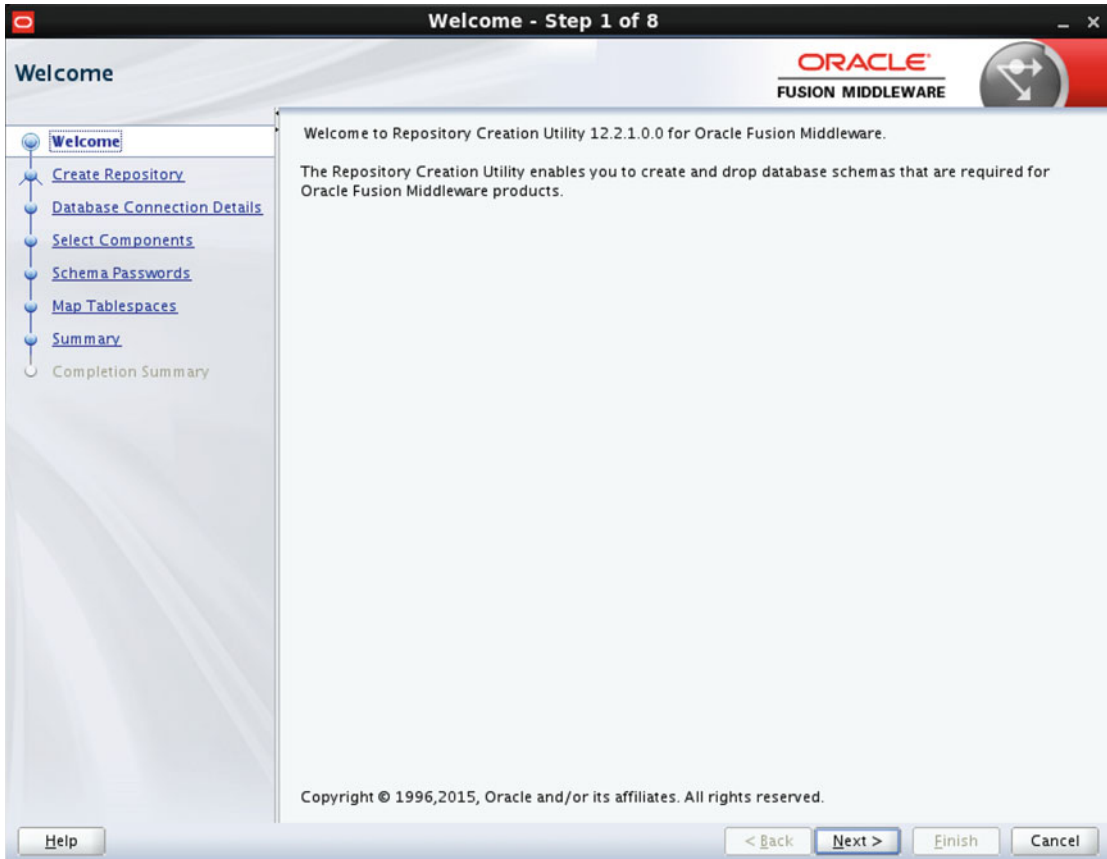 Welcome - Step 1 of 8
Welcome
ORACLE®
FUSION MIDDLEWARE
Welcome
Create Repository
Database Connection Details
Select Components
Schema Passwords
Map Tablespaces
Summary
Completion Summary
Welcome to Repository Creation Utility 12.2.1.0.0 for Oracle Fusion Middleware.
The Repository Creation Utility enables you to create and drop database schemas that are required for
Oracle Fusion Middleware products.
Copyright © 1996,2015, Oracle and/or its affiliates. All rights reserved.
Help
< Back
Next >
Finish
Cancel